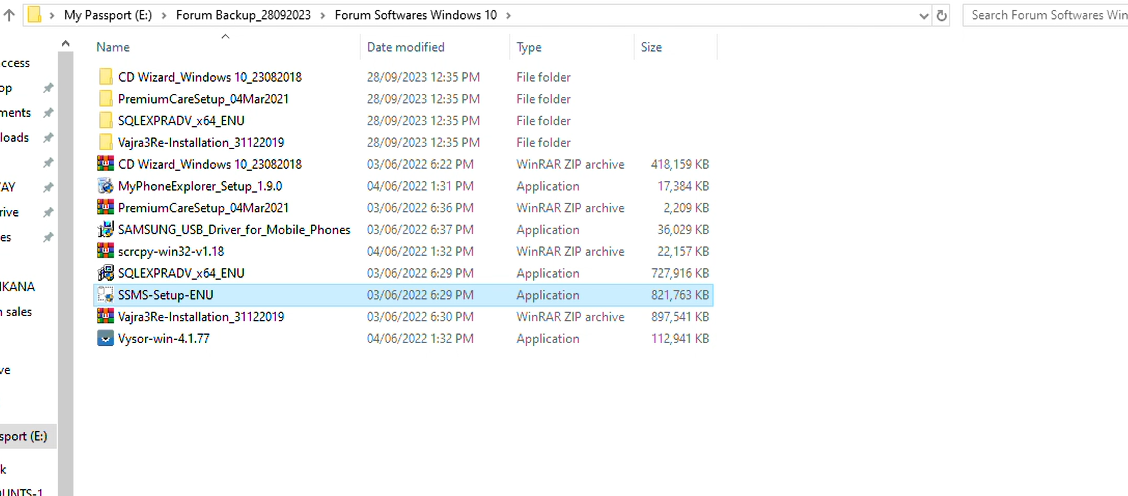 My Passport (E:) > Forum Backup_28092023 > Forum Softwares Windows 10 > Search Forum Softwares Win
Name Date modified Type Size
ccess
op
ments
loads
AY
rive
es
IKANA
n sales
ve
sport (E:)
k
OUNTS-1
CD Wizard_Windows 10_23082018 28/09/2023 12:35 PM File folder
PremiumCareSetup_04Mar2021 28/09/2023 12:35 PM File folder
SQLEXPRADV_x64_ENU 28/09/2023 12:35 PM File folder
Vajra3Re-Installation_31122019 28/09/2023 12:35 PM File folder
CD Wizard_Windows 10_23082018 03/06/2022 6:22 PM WinRAR ZIP archive 418,159 KB
MyPhoneExplorer_Setup_1.9.0 04/06/2022 1:31 PM Application 17,384 KB
PremiumCareSetup_04Mar2021 03/06/2022 6:36 PM WinRAR ZIP archive 2,209 KB
SAMSUNG_USB_Driver_for_Mobile_Phones 03/06/2022 6:37 PM Application 36,029 KB
scrcpy-win32-v1.18 04/06/2022 1:32 PM WinRAR ZIP archive 22,157 KB
SQLEXPRADV_x64_ENU 03/06/2022 6:29 PM Application 727,916 KB
SSMS-Setup-ENU 03/06/2022 6:29 PM Application 821,763 KB
Vajra3Re-Installation_31122019 03/06/2022 6:30 PM WinRAR ZIP archive 897,541 KB
Vysor-win-4.1.77 04/06/2022 1:32 PM Application 112,941 KB